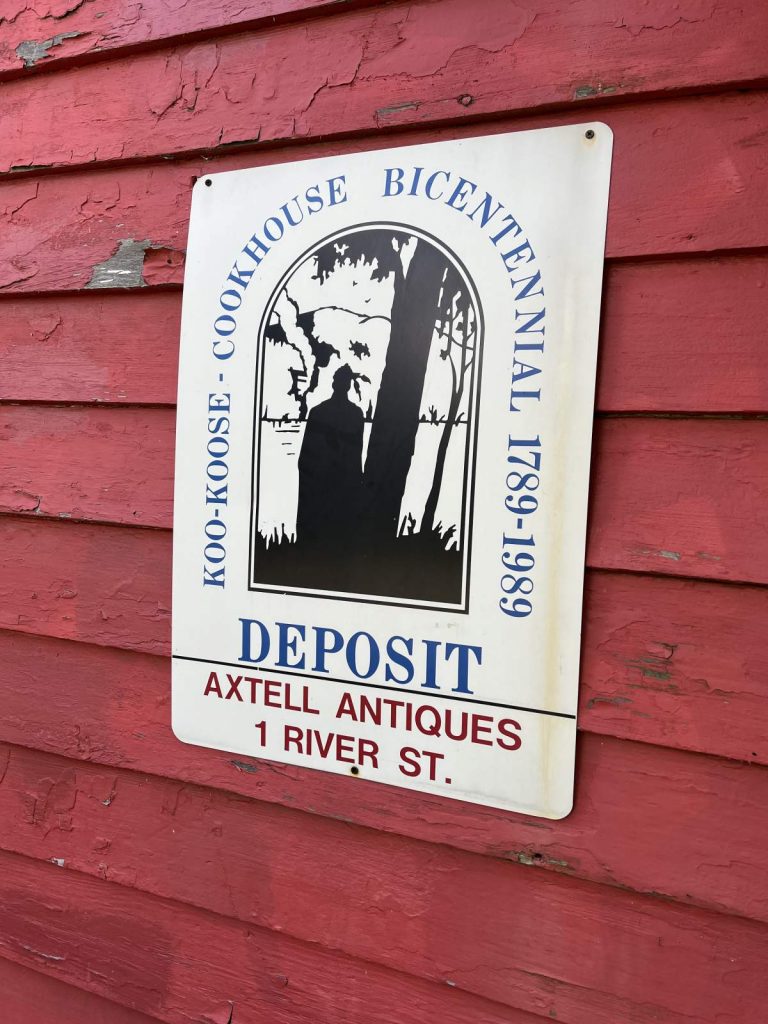 KOO-KOOSE - COOKHOUSE BICENTENNIAL 1789-1989
DEPOSIT
AXTELL ANTIQUES
1 RIVER ST.